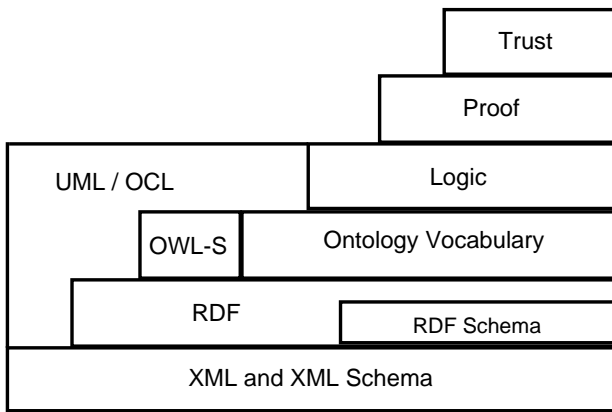 Trust
Proof
UML / OCL
Logic
OWL-S
Ontology Vocabulary
RDF
RDF Schema
XML and XML Schema